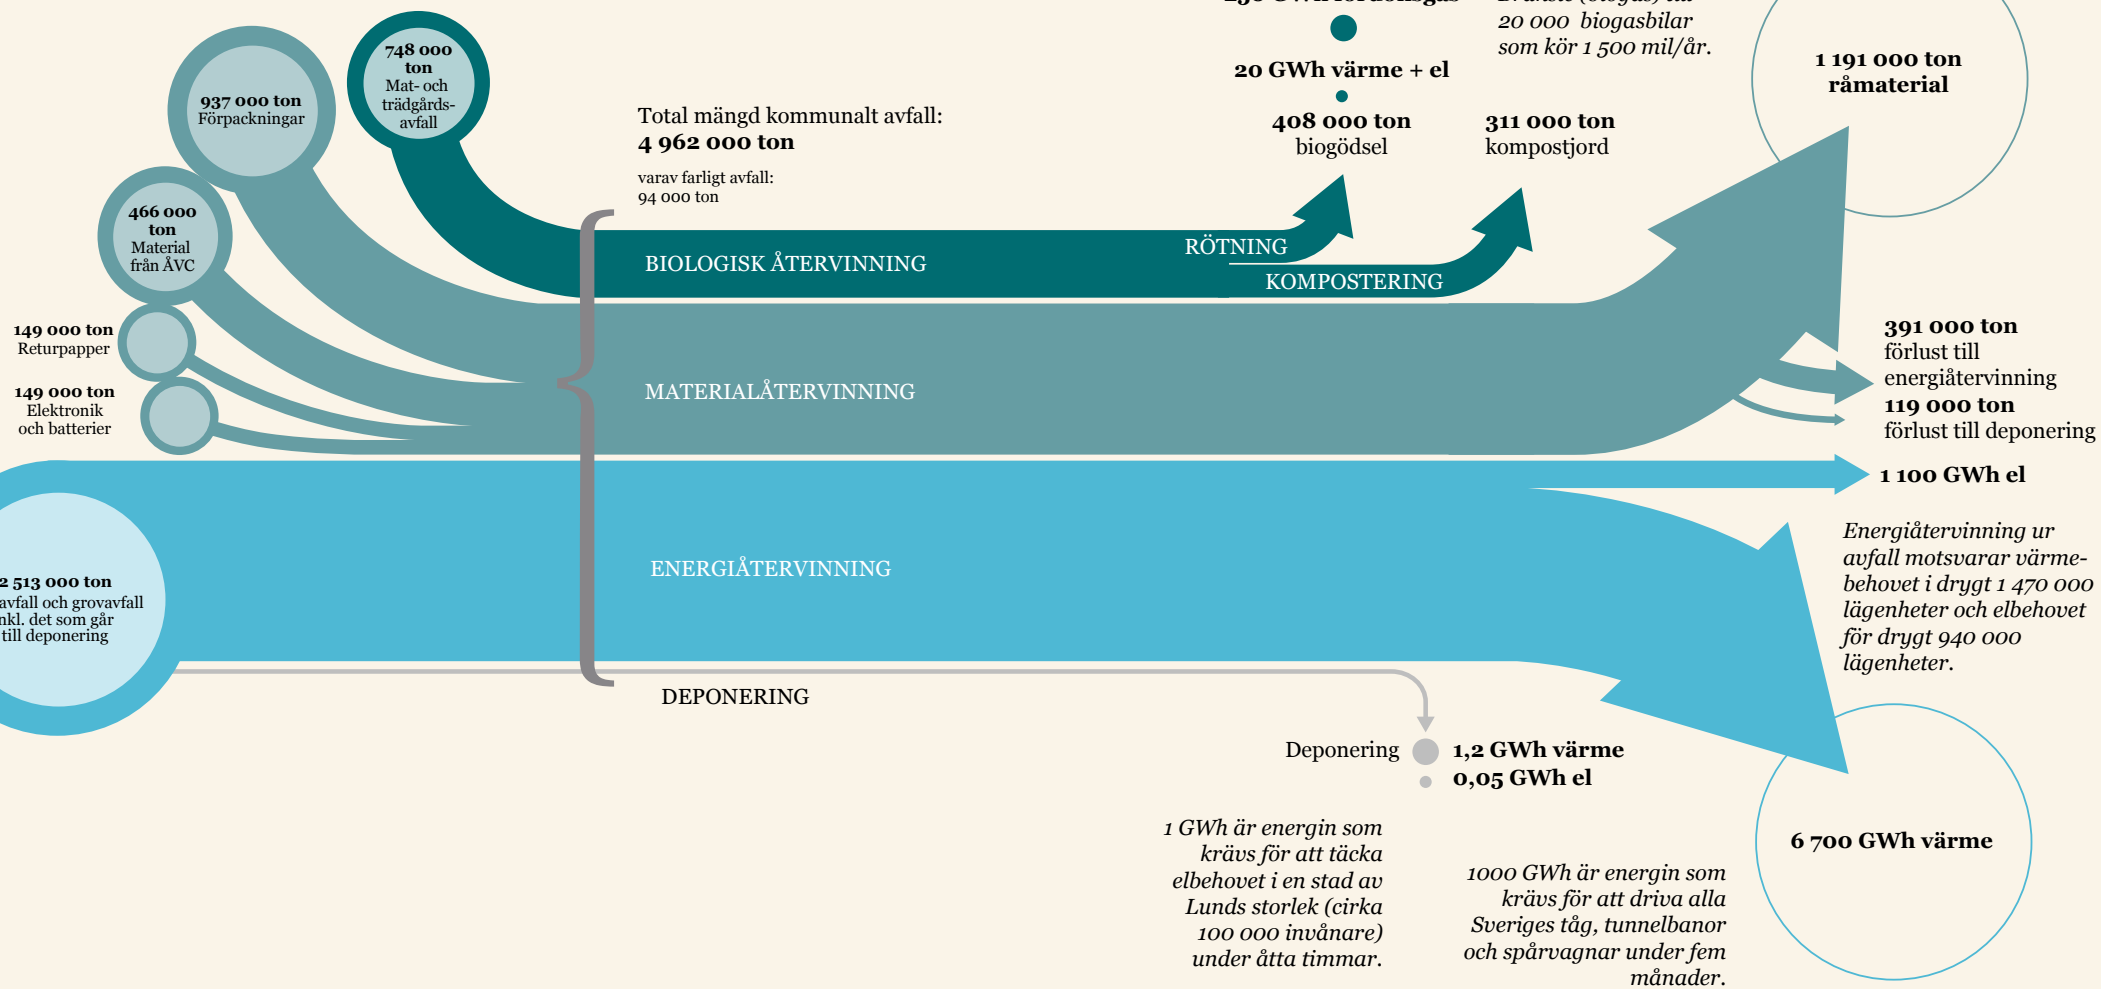 748 000
ton
Mat- och
trädgårds-
avfall
937 000 ton
Förpackningar
466 000
ton
Material
från ÅVC
149 000 ton
Returpapper
149 000 ton
Elektronik
och batterier
2 513 000 ton
avfall och grovavfall
inkl. det som går
till deponering
Total mängd kommunalt avfall:
4 962 000 ton
varav farligt avfall:
94 000 ton
BIOLOGISK ÅTERVINNING
RÖTNING
KOMPOSTERING
MATERIALÅTERVINNING
ENERGIÅTERVINNING
DEPONERING
GWh fordonsgas
20 GWh värme + el
408 000 ton
biogödsel
20 000 biogasbilar
som kör 1 500 mil/år.
311 000 ton
kompostjord
1 191 000 ton
råmaterial
391 000 ton
förlust till
energiåtervinning
119 000 ton
förlust till deponering
1 100 GWh el
Energiåtervinning ur
avfall motsvarar värme-
behovet i drygt 1 470 000
lägenheter och elbehovet
för drygt 940 000
lägenheter.
Deponering
1,2 GWh värme
0,05 GWh el
1 GWh är energin som
krävs för att täcka
elbehovet i en stad av
Lunds storlek (cirka
100 000 invånare)
under åtta timmar.
1000 GWh är energin som
krävs för att driva alla
Sveriges tåg, tunnelbanor
och spårvagnar under fem
månader.
6 700 GWh värme